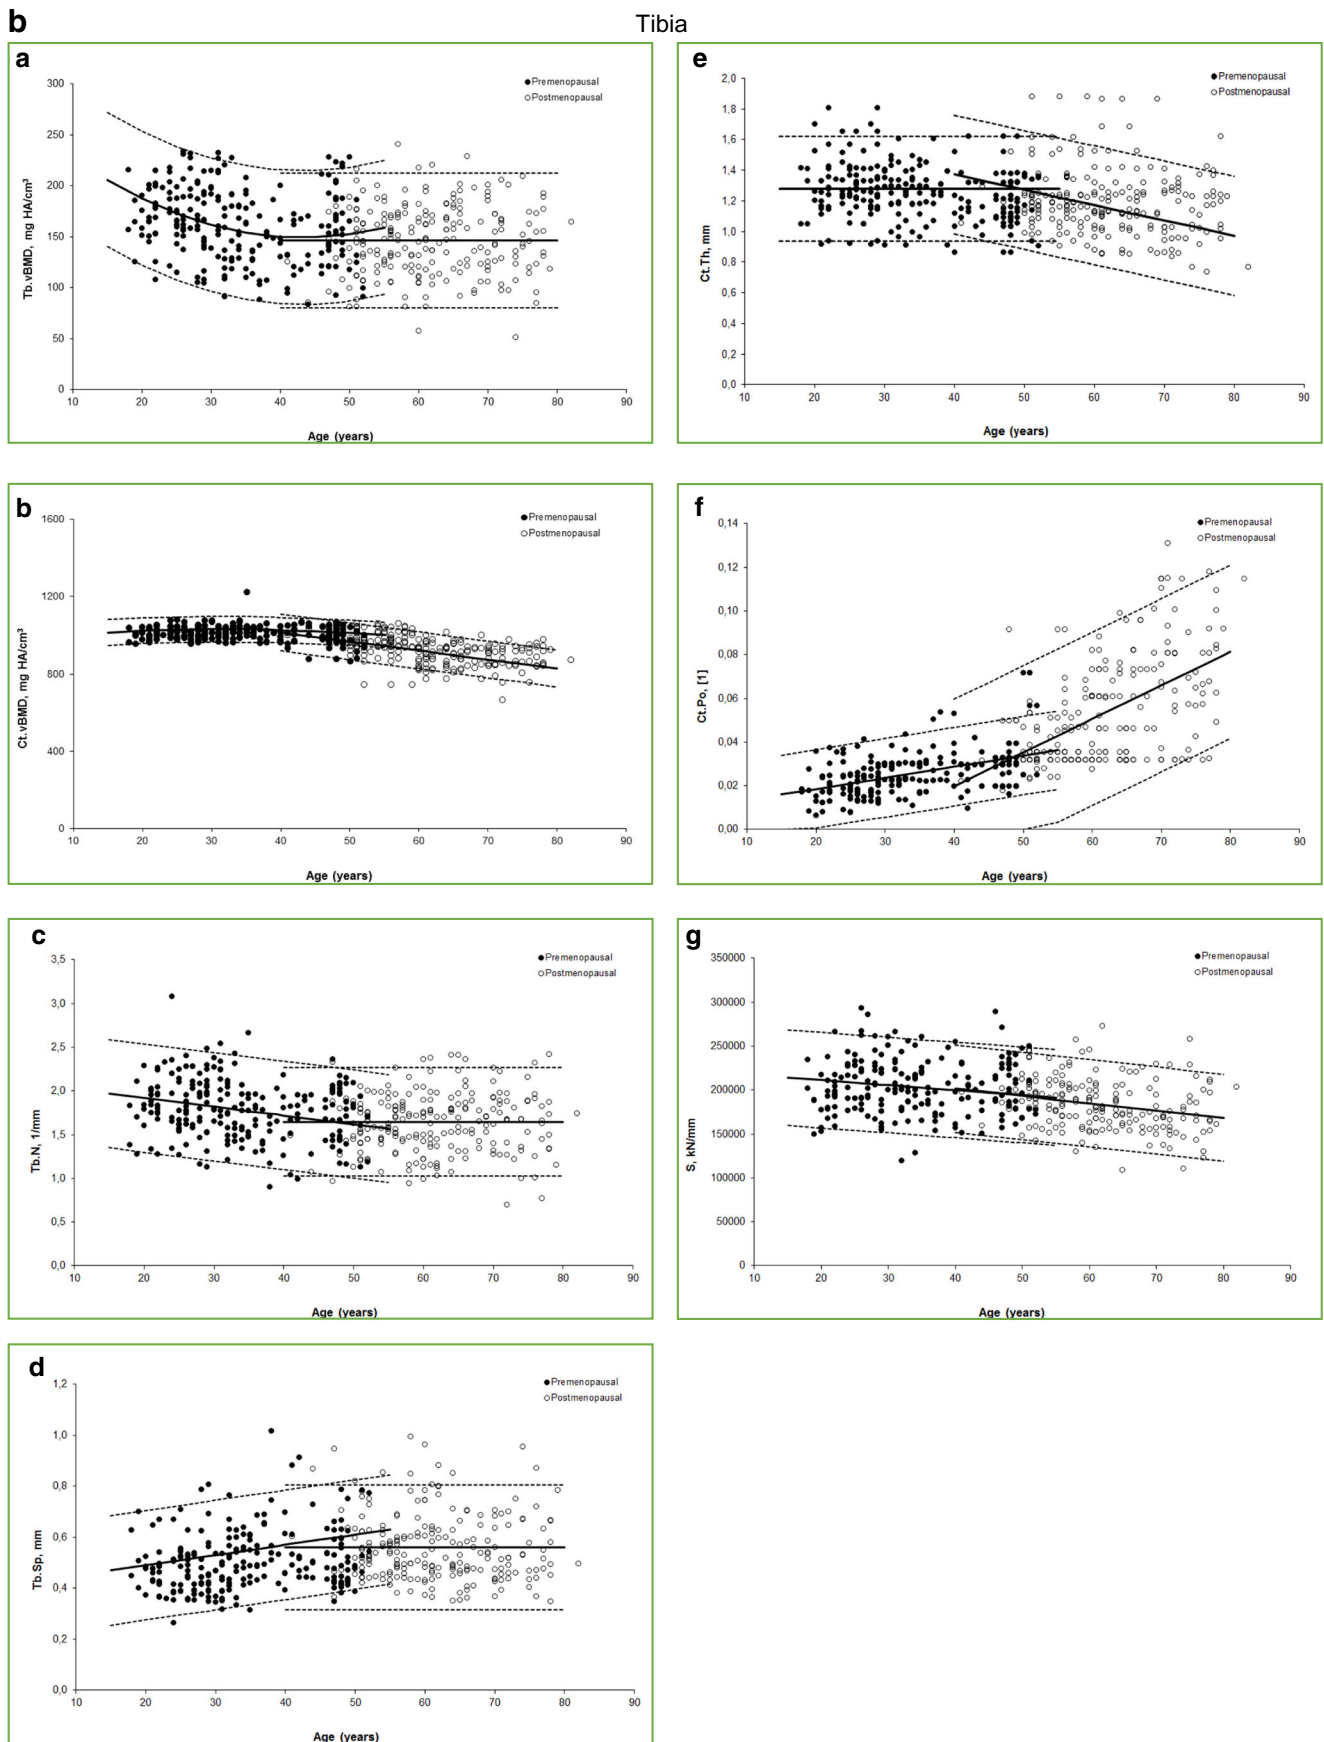 b
Tibia
a
Premenopausal
Postmenopausal
300
250
200
150
100
50
0
Tb.vBMD, mg HA/cm³
10 20 30 40 50 60 70 80 90
Age (years)
e
Premenopausal
Postmenopausal
2,0
1,8
1,6
1,4
1,2
1,0
0,8
0,6
0,4
0,2
0,0
Ct.Th, mm
10 20 30 40 50 60 70 80 90
Age (years)
b
Premenopausal
Postmenopausal
1600
1200
800
400
0
Ct.vBMD, mg HA/cm³
10 20 30 40 50 60 70 80 90
Age (years)
f
Premenopausal
Postmenopausal
0,14
0,12
0,10
0,08
0,06
0,04
0,02
0,00
Ct.Po, [1]
10 20 30 40 50 60 70 80 90
Age (years)
c
Premenopausal
Postmenopausal
3,5
3,0
2,5
2,0
1,5
1,0
0,5
0,0
Tb.N, 1/mm
10 20 30 40 50 60 70 80 90
Age (years)
g
Premenopausal
Postmenopausal
350000
300000
250000
200000
150000
100000
50000
0
S, kN/mm
10 20 30 40 50 60 70 80 90
Age (years)
d
Premenopausal
Postmenopausal
1,2
1,0
0,8
0,6
0,4
0,2
0,0
Tb.Sp, mm
10 20 30 40 50 60 70 80 90
Age (years)